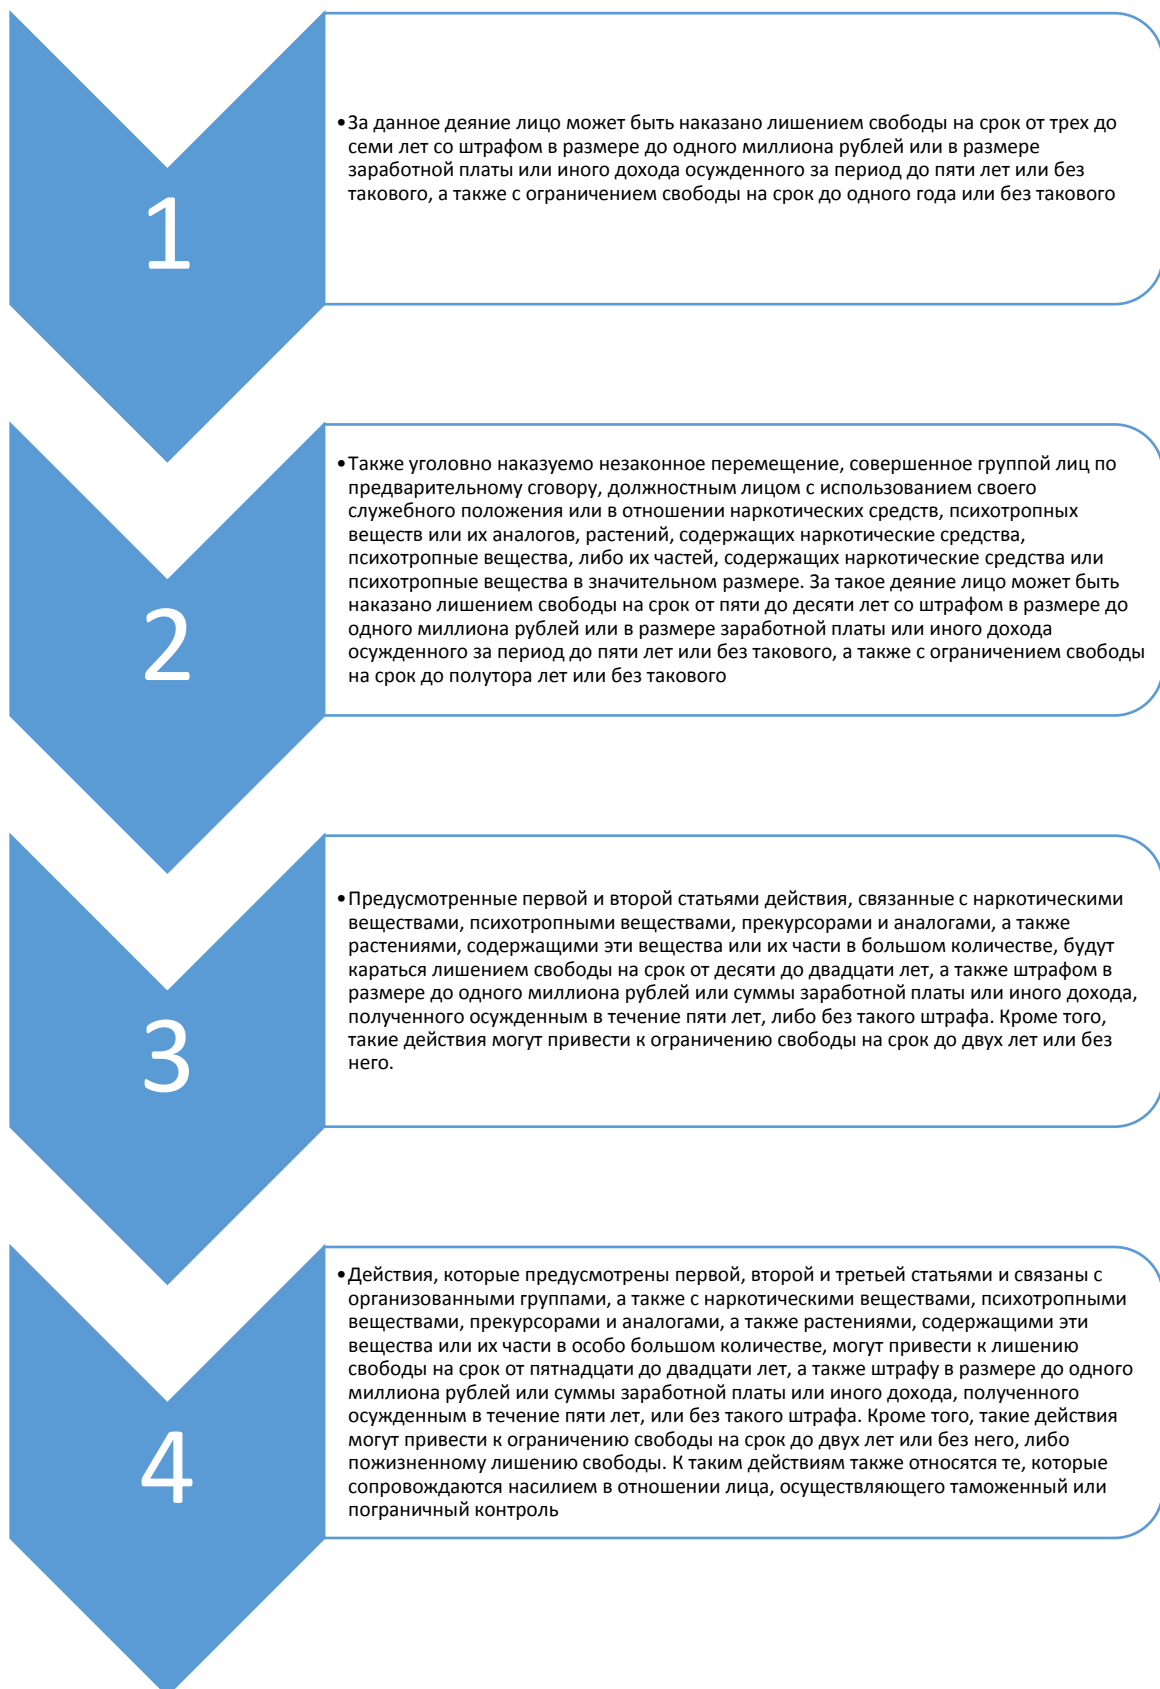 1
•За данное деяние лицо может быть наказано лишением свободы на срок от трех до
семи лет со штрафом в размере до одного миллиона рублей или в размере
заработной платы или иного дохода осужденного за период до пяти лет или без
такового, а также с ограничением свободы на срок до одного года или без такового
2
•Также уголовно наказуемо незаконное перемещение, совершенное группой лиц по
предварительному сговору, должностным лицом с использованием своего
служебного положения или в отношении наркотических средств, психотропных
веществ или их аналогов, растений, содержащих наркотические средства,
психотропные вещества, либо их частей, содержащих наркотические средства или
психотропные вещества в значительном размере. За такое деяние лицо может быть
наказано лишением свободы на срок от пяти до десяти лет со штрафом в размере до
одного миллиона рублей или в размере заработной платы или иного дохода
осужденного за период до пяти лет или без такового, а также с ограничением свободы
на срок до полутора лет или без такового
3
•Предусмотренные первой и второй статьями действия, связанные с наркотическими
веществами, психотропными веществами, прекурсорами и аналогами, а также
растениями, содержащими эти вещества или их части в большом количестве, будут
караться лишением свободы на срок от десяти до двадцати лет, а также штрафом в
размере до одного миллиона рублей или суммы заработной платы или иного дохода,
полученного осужденным в течение пяти лет, либо без такого штрафа. Кроме того,
такие действия могут привести к ограничению свободы на срок до двух лет или без
него.
4
•Действия, которые предусмотрены первой, второй и третьей статьями и связаны с
организованными группами, а также с наркотическими веществами, психотропными
веществами, прекурсорами и аналогами, а также растениями, содержащими эти
вещества или их части в особо большом количестве, могут привести к лишению
свободы на срок от пятнадцати до двадцати лет, а также штрафу в размере до одного
миллиона рублей или суммы заработной платы или иного дохода, полученного
осужденным в течение пяти лет, или без такого штрафа. Кроме того, такие действия
могут привести к ограничению свободы на срок до двух лет или без него, либо
пожизненному лишению свободы. К таким действиям также относятся те, которые
сопровождаются насилием в отношении лица, осуществляющего таможенный или
пограничный контроль